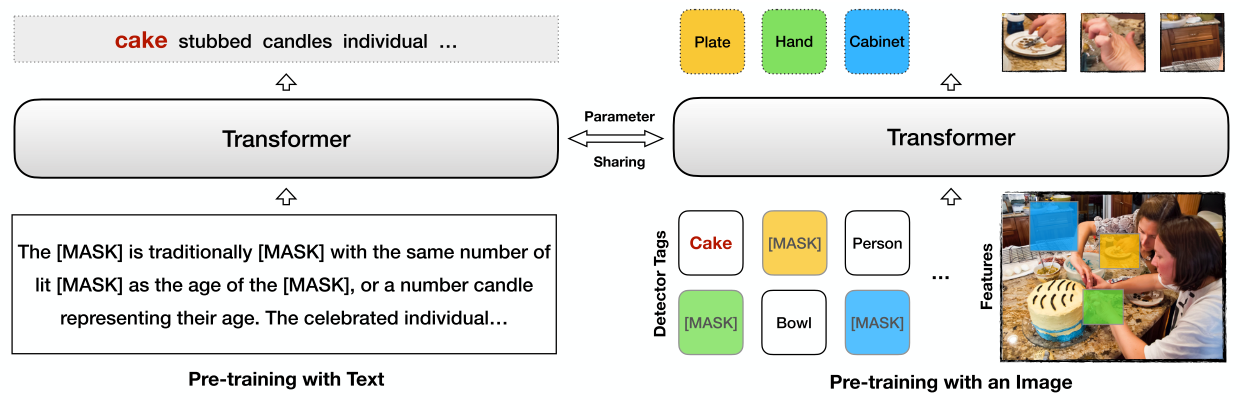 cake stubbed candles individual ...
Transformer
The [MASK] is traditionally [MASK] with the same number of
lit [MASK] as the age of the [MASK], or a number candle
representing their age. The celebrated individual...
Pre-training with Text
Parameter
Sharing
Plate Hand Cabinet
Transformer
Detector Tags
Cake [MASK] Person
...
[MASK] Bowl [MASK]
Features
Pre-training with an Image